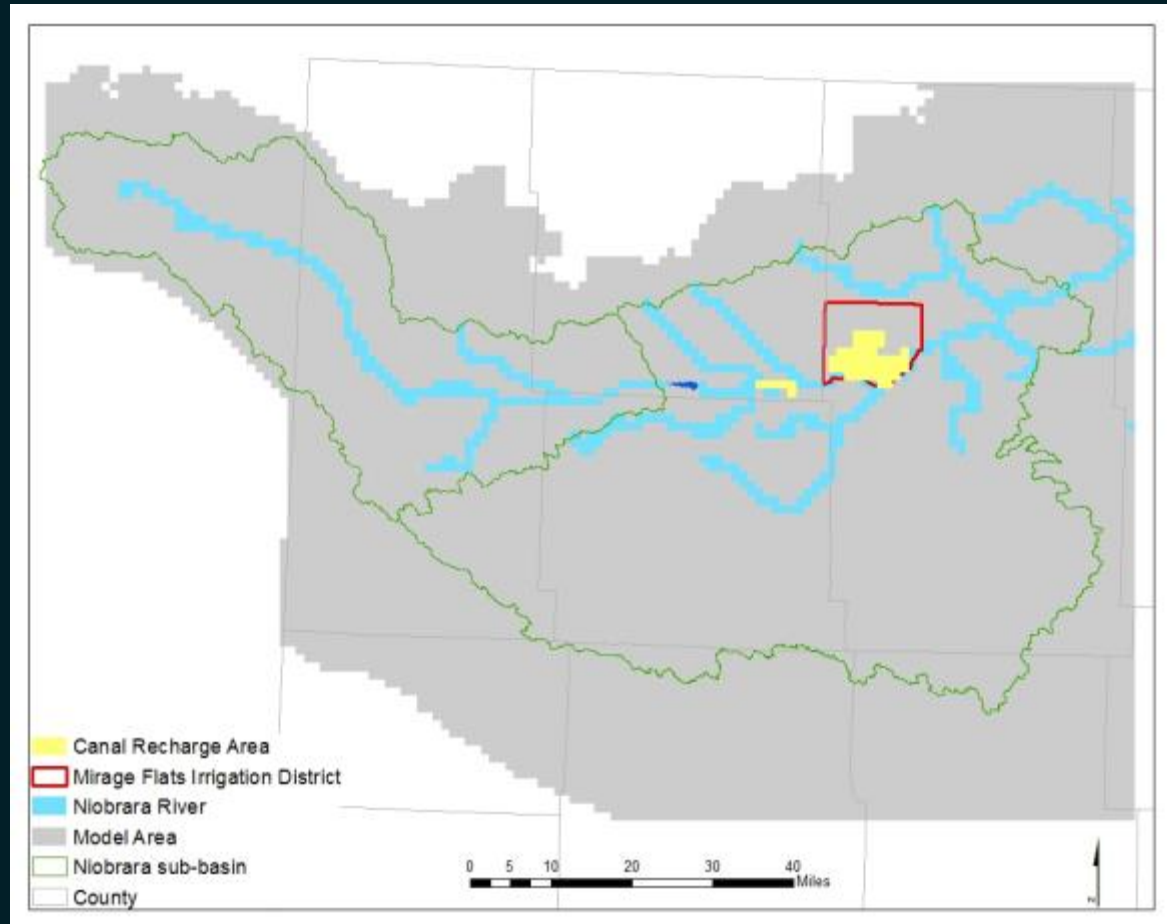 Canal Recharge Area
Mirage Flats Irrigation District
Niobrara River
Model Area
Niobrara sub-basin
County
0 5 10 20 30 40
Miles
N